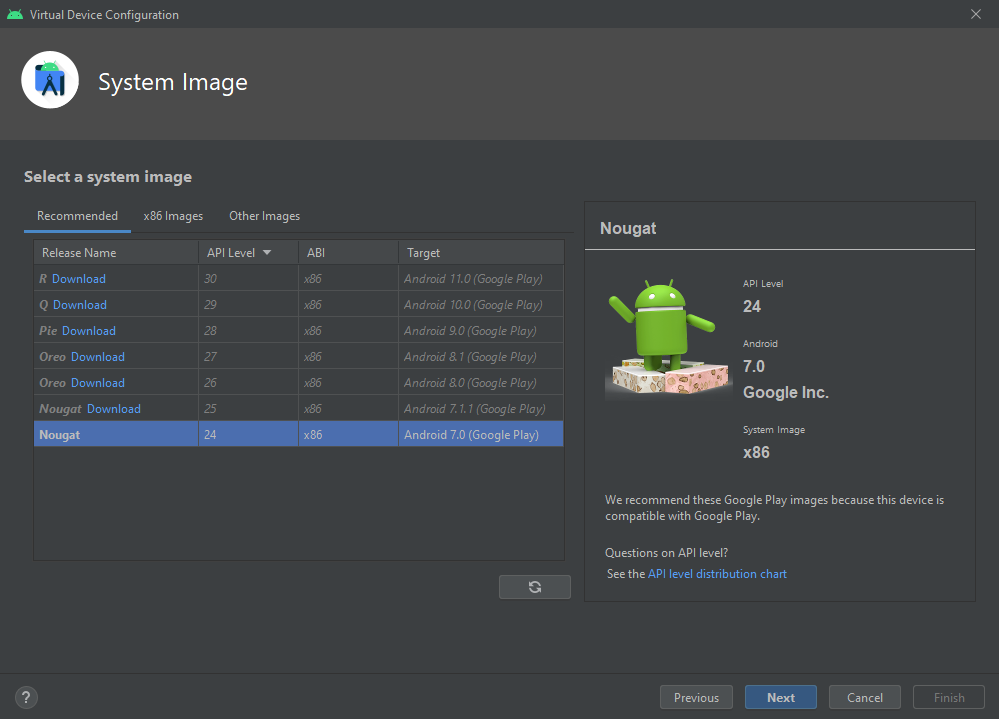 Virtual Device Configuration
System Image
Select a system image
Recommended x86 Images Other Images
Release Name API Level ABI Target
R Download 30 x86 Android 11.0 (Google Play)
Q Download 29 x86 Android 10.0 (Google Play)
Pie Download 28 x86 Android 9.0 (Google Play)
Oreo Download 27 x86 Android 8.1 (Google Play)
Oreo Download 26 x86 Android 8.0 (Google Play)
Nougat Download 25 x86 Android 7.1.1 (Google Play)
Nougat 24 x86 Android 7.0 (Google Play)
Nougat
API Level
24
Android
7.0
Google Inc.
System Image
x86
We recommend these Google Play images because this device is
compatible with Google Play.
Questions on API level?
See the API level distribution chart
? Previous Next Cancel Finish